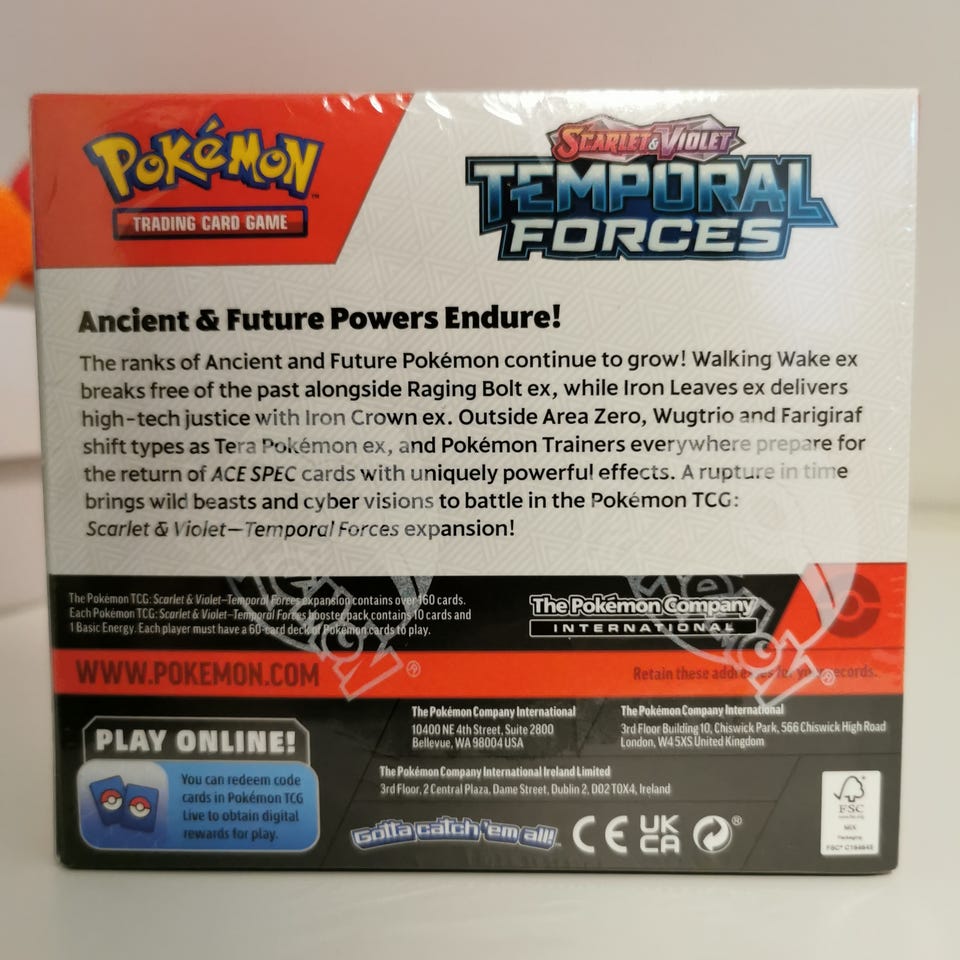 POKéMON™
TRADING CARD GAME
SCARLET & VIOLET
TEMPORAL
FORCES
Ancient & Future Powers Endure!
The ranks of Ancient and Future Pokémon continue to grow! Walking Wake ex
breaks free of the past alongside Raging Bolt ex, while Iron Leaves ex delivers
high-tech justice with Iron Crown ex. Outside Area Zero, Wugtrio and Farigiraf
shift types as Tera Pokémon ex, and Pokémon Trainers everywhere prepare for
the return of ACE SPEC cards with uniquely powerful effects. A rupture in time
brings wild beasts and cyber visions to battle in the Pokémon TCG:
Scarlet & Violet—Temporal Forces expansion!
The Pokémon TCG: Scarlet & Violet—Temporal Forces expansion contains over 160 cards.
Each Pokémon TCG: Scarlet & Violet—Temporal Forces booster pack contains 10 cards and
1 Basic Energy. Each player must have a 60-card deck of Pokémon cards to play.
The Pokémon Company
INTERNATIONAL
WWW.POKEMON.COM
Retain these addresses for your records.
PLAY ONLINE!
You can redeem code
cards in Pokémon TCG
Live to obtain digital
rewards for play.
The Pokémon Company International
10400 NE 4th Street, Suite 2800
Bellevue, WA 98004 USA
The Pokémon Company International
3rd Floor Building 10, Chiswick Park, 566 Chiswick High Road
London, W4 5XS United Kingdom
The Pokémon Company International Ireland Limited
3rd Floor, 2 Central Plaza, Dame Street, Dublin 2, D02 T0X4, Ireland
Gotta catch 'em all!
CE
UK
CA
®
FSC
MIX
Packaging